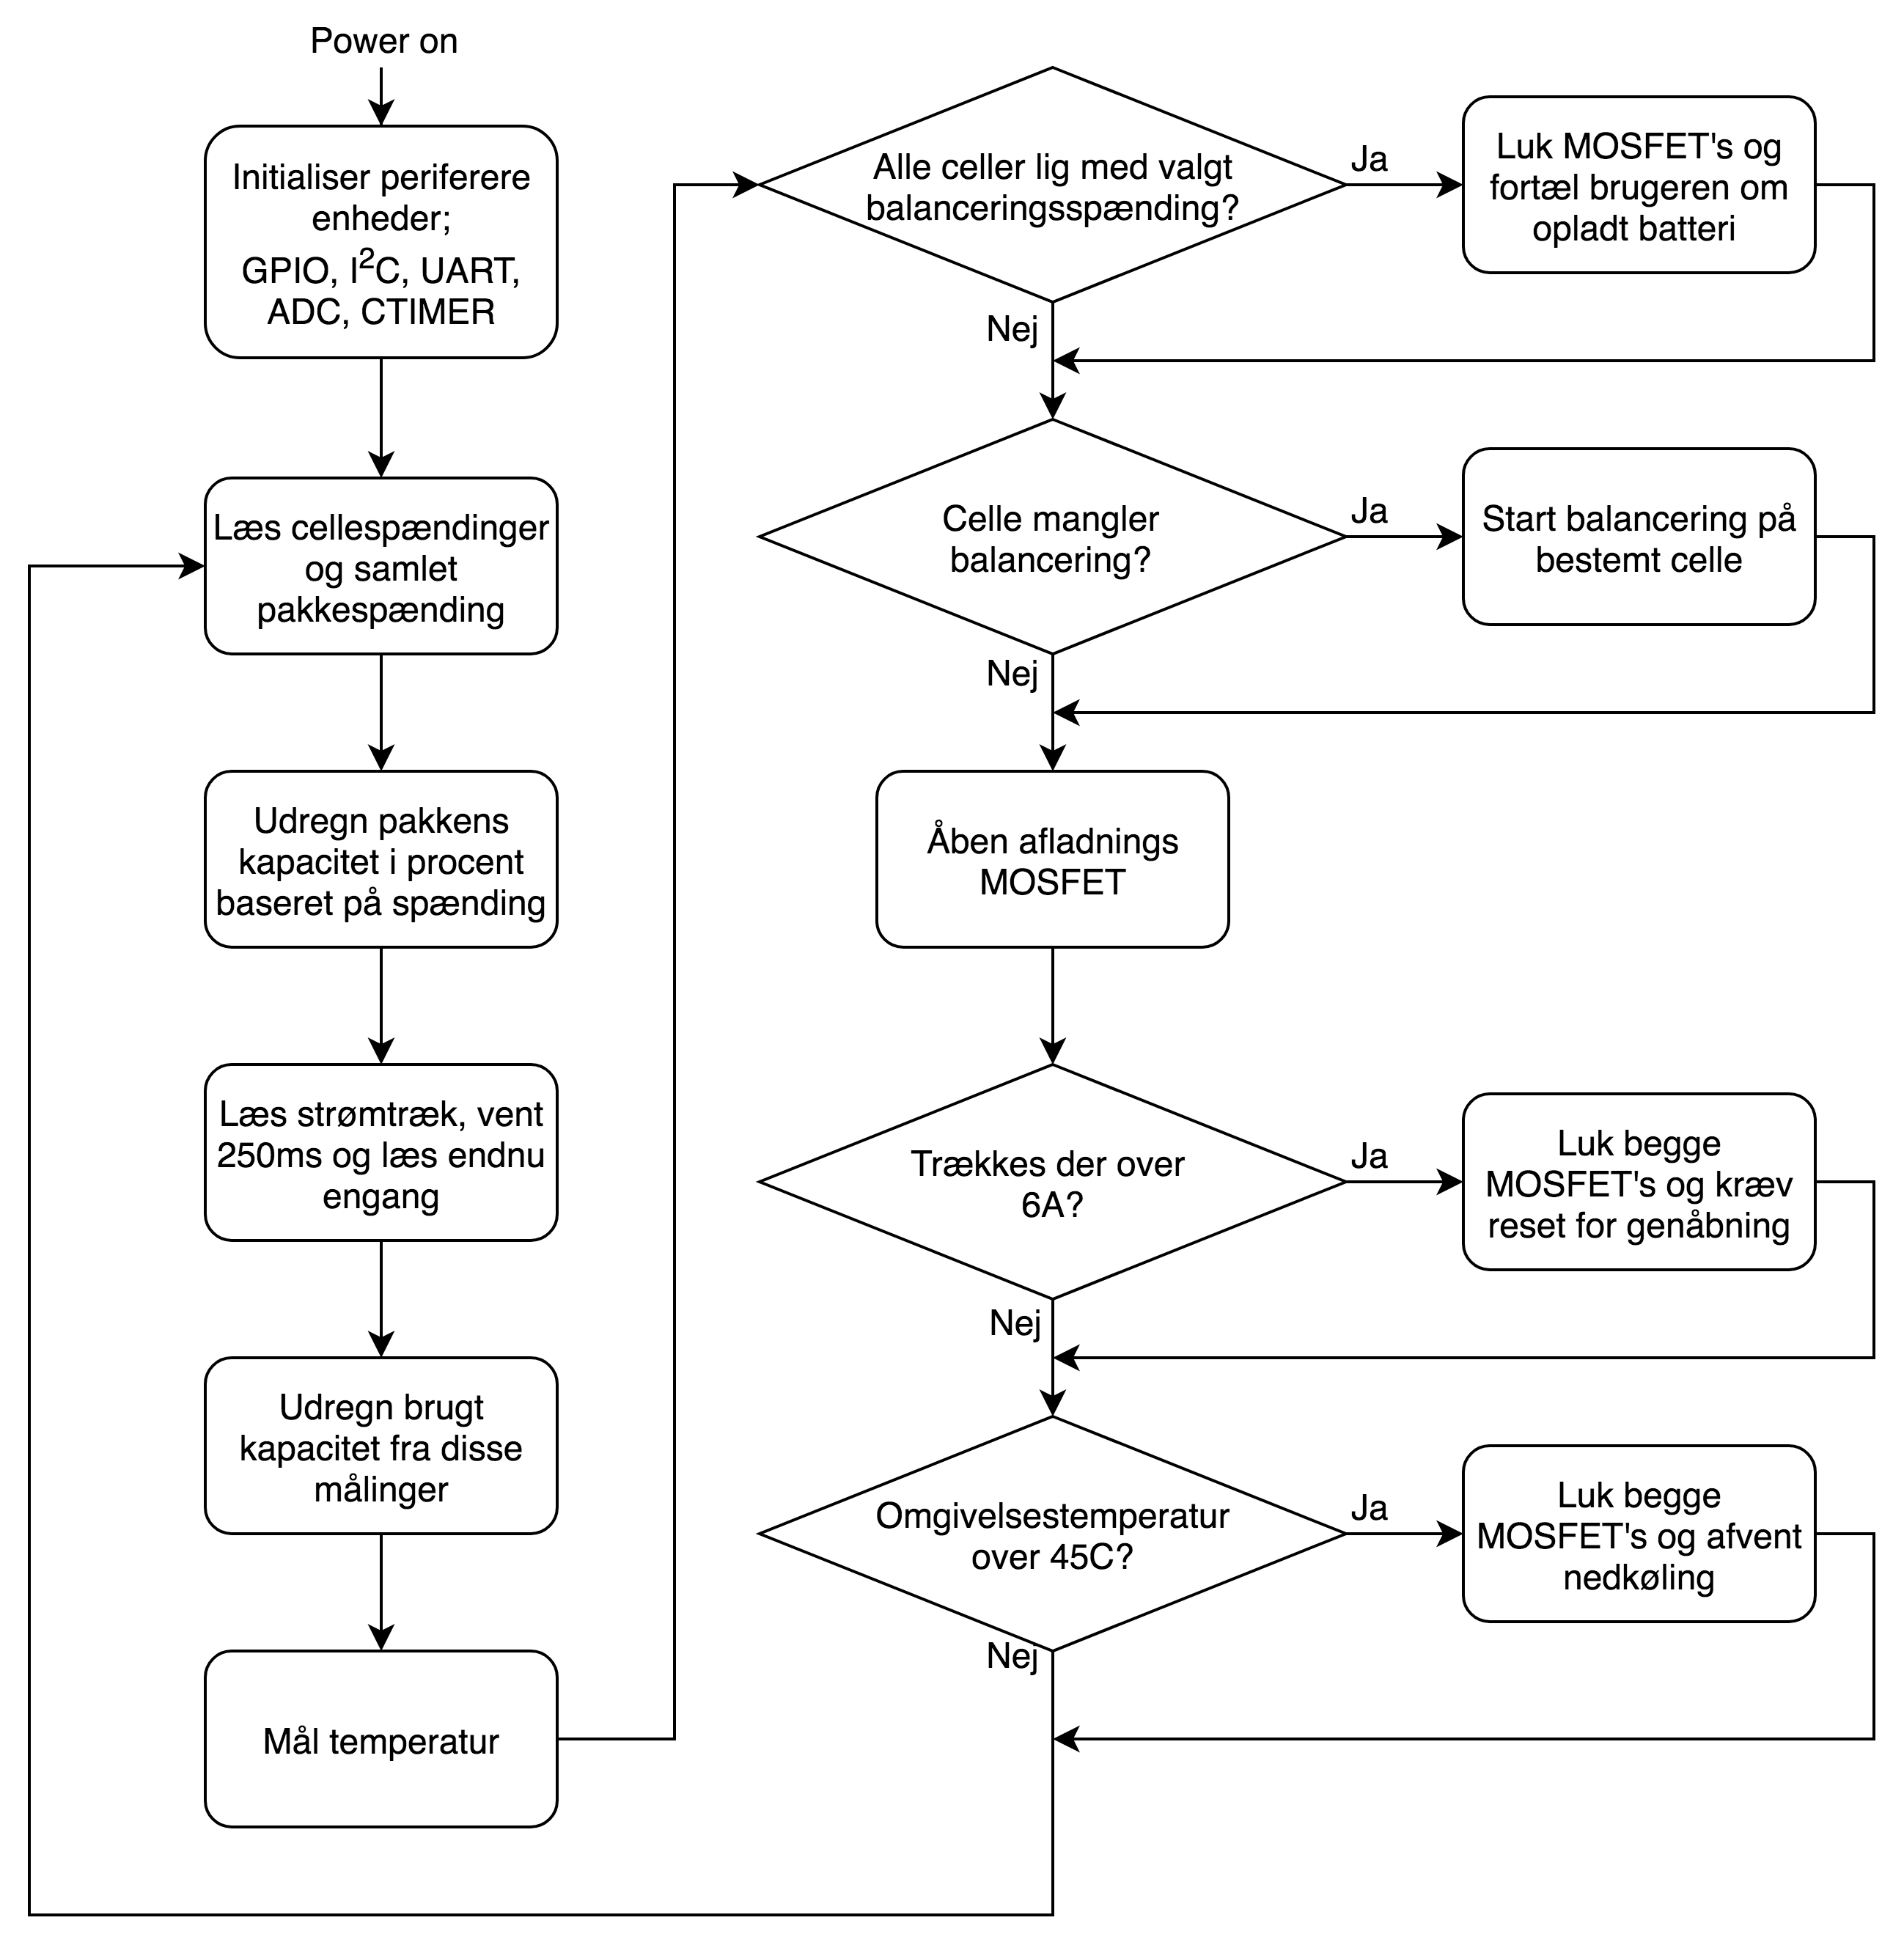 Power on
Initialiser periferere
enheder;
GPIO, I²C, UART,
ADC, CTIMER
Læs cellespændinger
og samlet
pakkespænding
Udregn pakkens
kapacitet i procent
baseret på spænding
Læs strømtræk, vent
250ms og læs endnu
engang
Udregn brugt
kapacitet fra disse
målinger
Mål temperatur
Alle celler lig med valgt
balanceringsspænding?
Ja
Luk MOSFET's og
fortæl brugeren om
opladt batteri
Nej
Celle mangler
balancering?
Ja
Start balancering på
bestemt celle
Nej
Åben afladnings
MOSFET
Trækkes der over
6A?
Ja
Luk begge
MOSFET's og kræv
reset for genåbning
Nej
Omgivelsestemperatur
over 45C?
Ja
Luk begge
MOSFET's og afvent
nedkøling
Nej